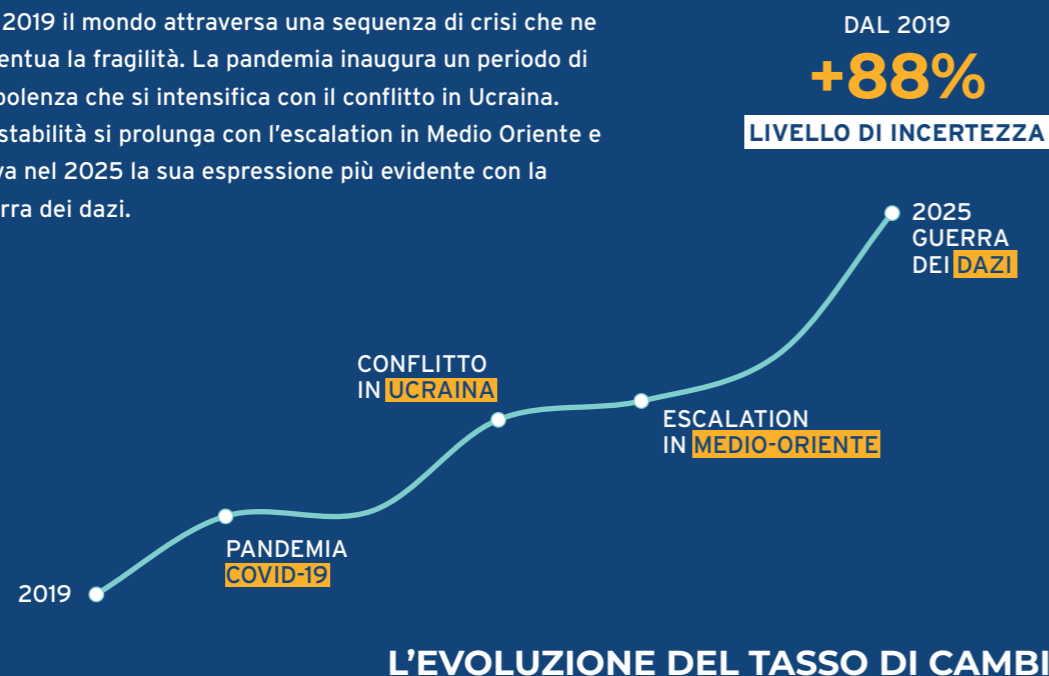 2019 il mondo attraversa una sequenza di crisi che ne
entua la fragilità. La pandemia inaugura un periodo di
olenza che si intensifica con il conflitto in Ucraina.
stabilità si prolunga con l'escalation in Medio Oriente e
va nel 2025 la sua espressione più evidente con la
rra dei dazi.
DAL 2019
+88%
LIVELLO DI INCERTEZZA
2025
GUERRA
DEI DAZI
CONFLITTO
IN UCRAINA
ESCALATION
IN MEDIO-ORIENTE
PANDEMIA
COVID-19
2019
L'EVOLUZIONE DEL TASSO DI CAMBI